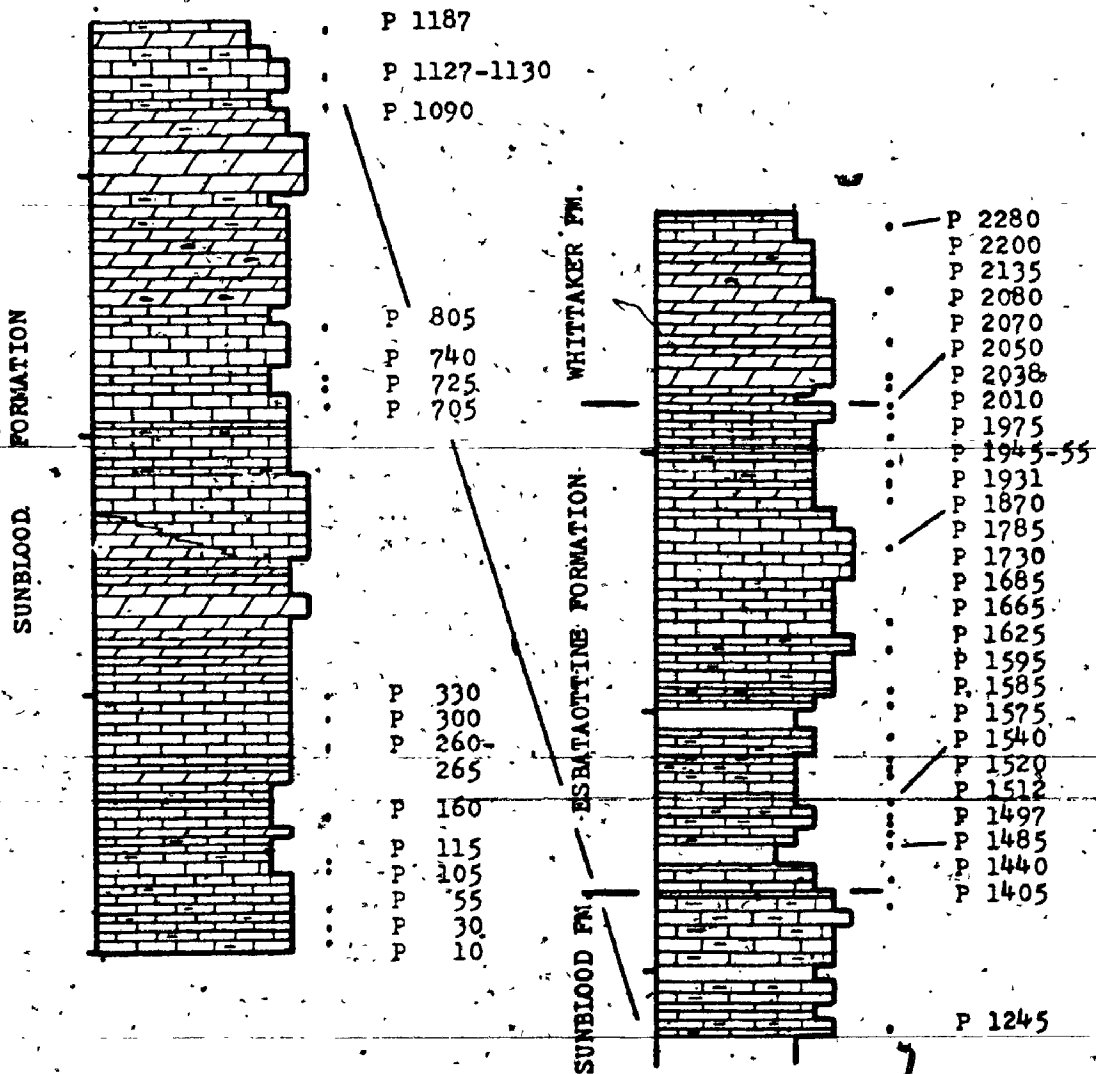 P 1187
P 1127-1130
P 1090
P 805
P 740
P 725
P 705
P 330
P 300
P 260-
265
P 160
P 115
P 105
P 55
P 30
P 10
SUNBLOOD FORMATION
WHITTAKER FM.
ESBATAOTTINE FORMATION
SUNBLOOD FM.
P 2280
P 2200
P 2135
P 2080
P 2070
P 2050
P 2038
P 2010
P 1975
P 1945-55
P 1931
P 1870
P 1785
P 1730
P 1685
P 1665
P 1625
P 1595
P 1585
P 1575
P 1540
P 1520
P 1512
P 1497
P 1485
P 1440
P 1405
P 1245